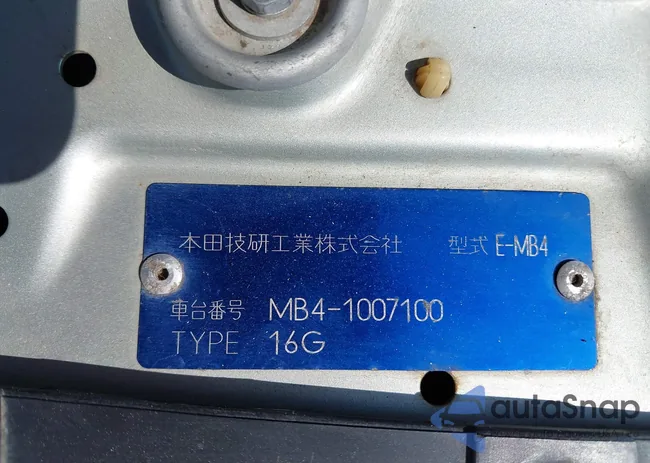 本田技研工業株式会社 型式 E-MB4
車台番号 MB4-1007100
TYPE 16G
autaSnap